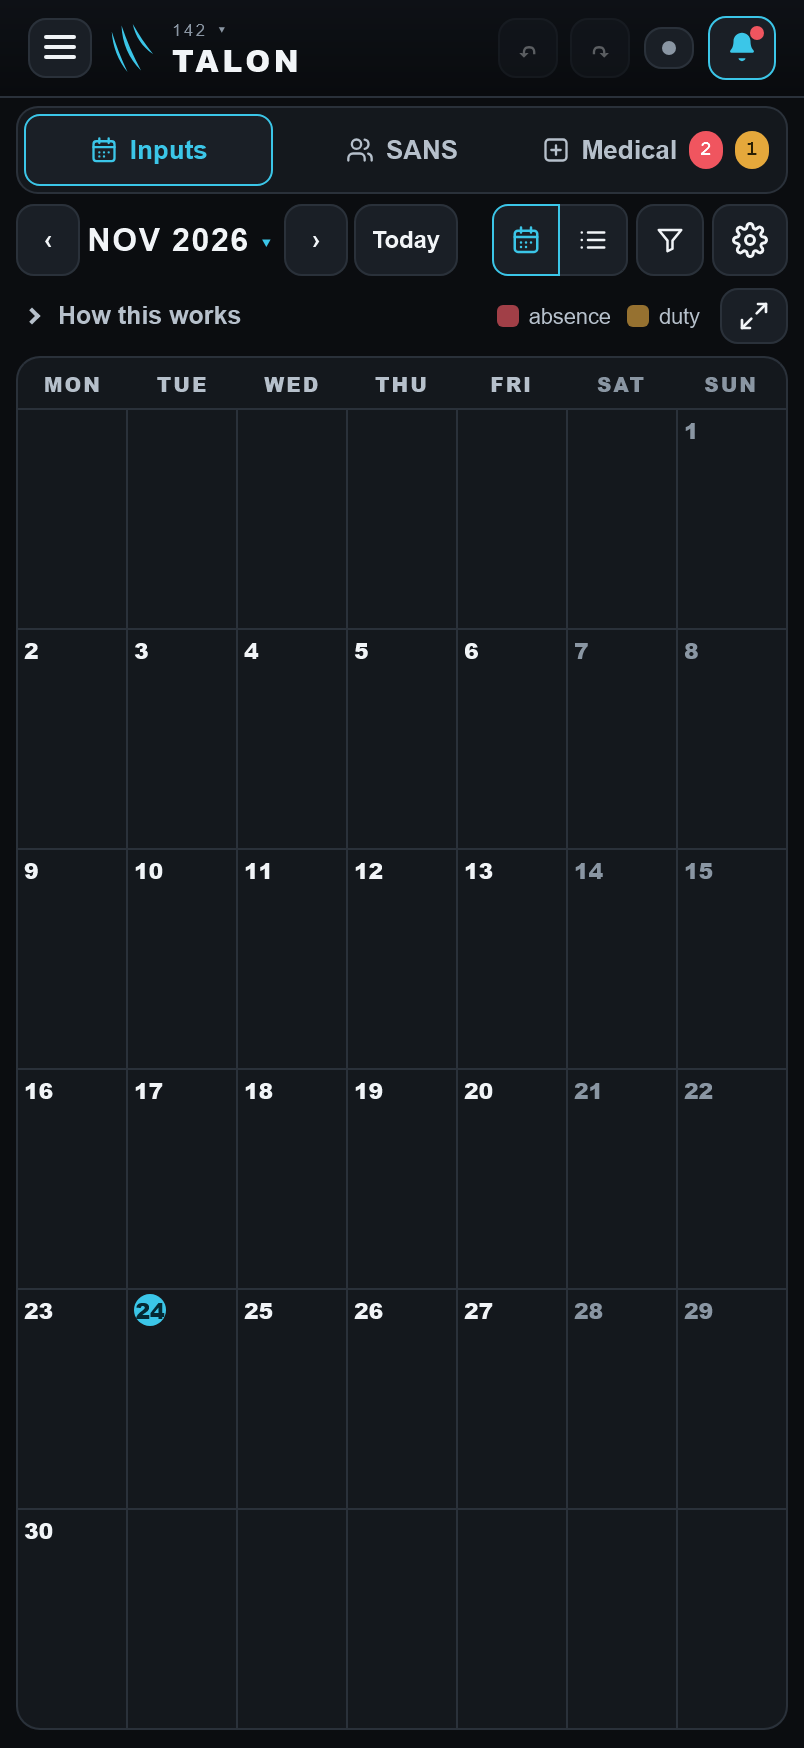 142 ▾
TALON
Inputs SANS Medical 2 1
‹ NOV 2026 ▾ › Today
How this works absence duty
MON TUE WED THU FRI SAT SUN
1
2 3 4 5 6 7 8
9 10 11 12 13 14 15
16 17 18 19 20 21 22
23 24 25 26 27 28 29
30